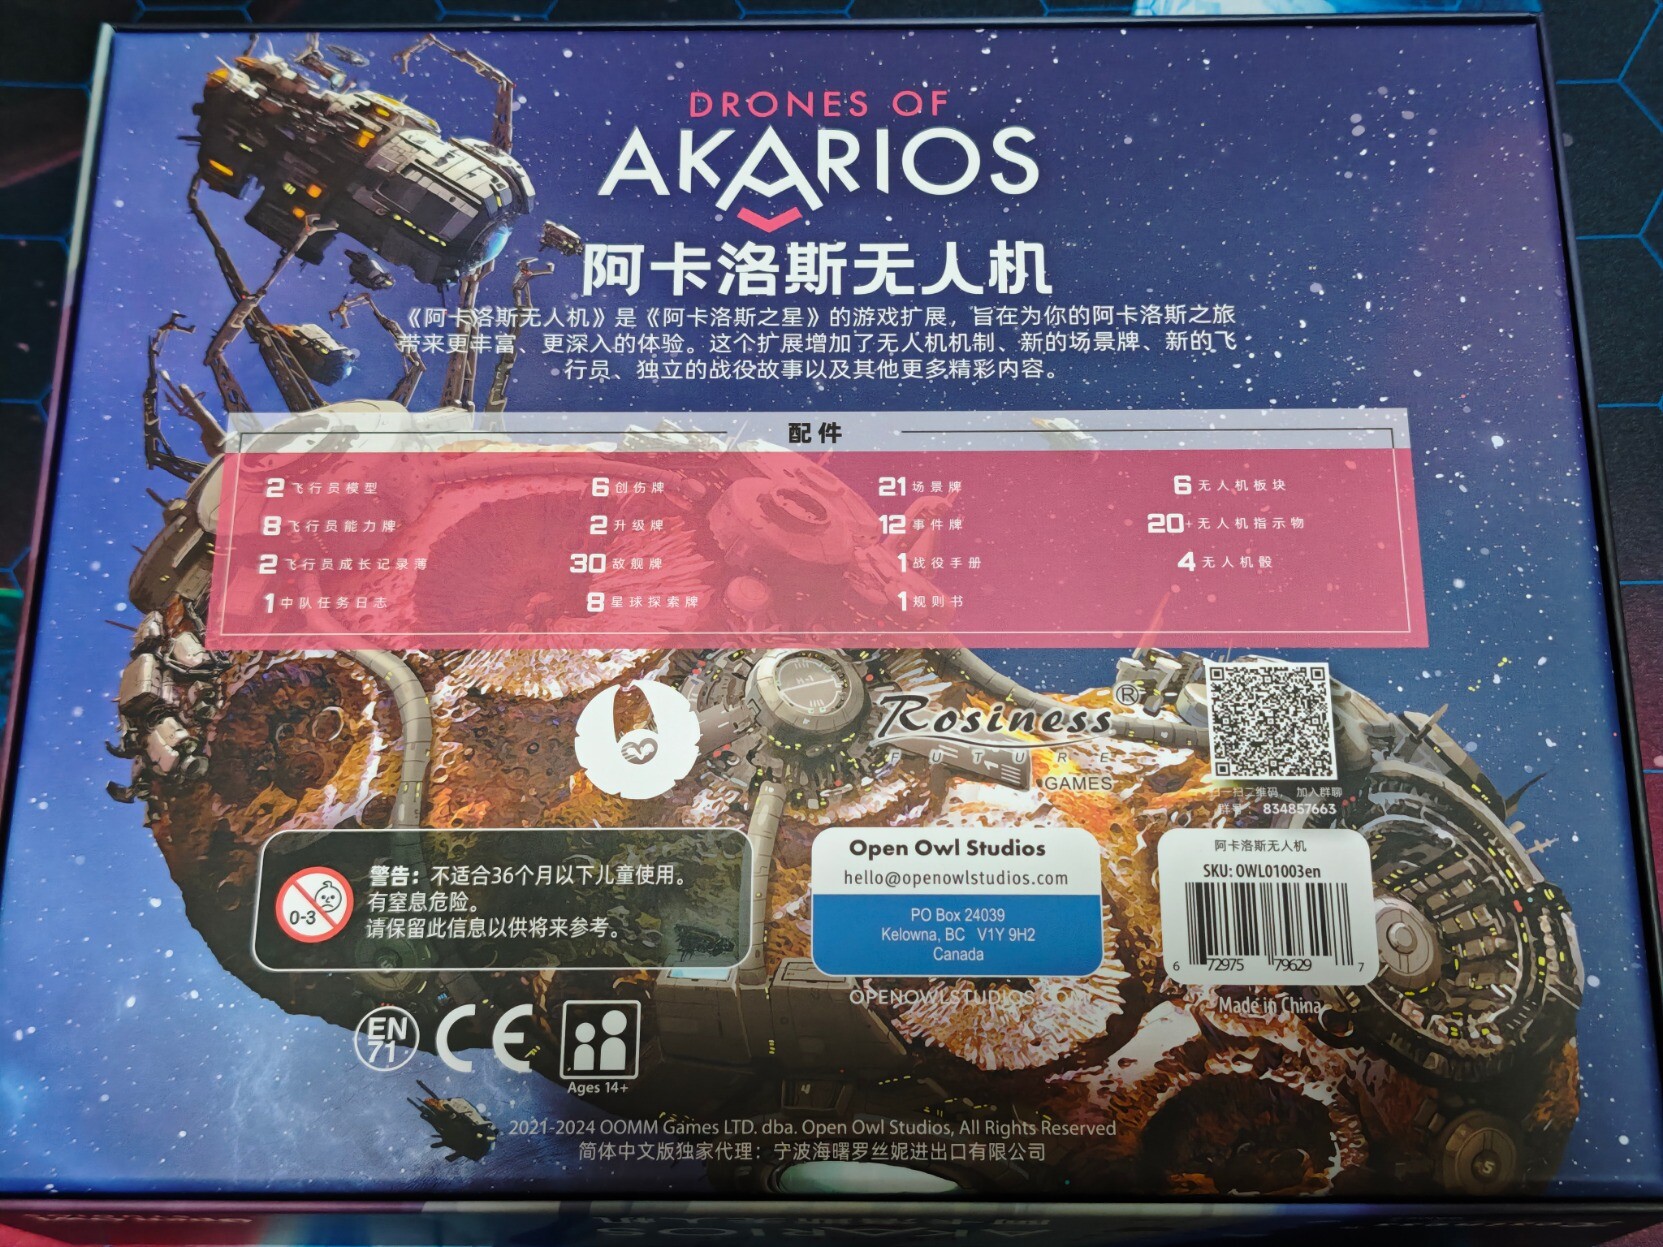 DRONES OF
AKARIOS
阿卡洛斯无人机
《阿卡洛斯无人机》是《阿卡洛斯之星》的游戏扩展，旨在为你的阿卡洛斯之旅
带来更丰富、更深入的体验。这个扩展增加了无人机机制、新的场景牌、新的飞
行员、独立的战役故事以及其他更多精彩内容。
配件
2 飞行员模型
8 飞行员能力牌
2 飞行员成长记录薄
1 中队任务日志
6 创伤牌
2 升级牌
30 敌舰牌
8 星球探索牌
21 场景牌
12 事件牌
1 战役手册
1 规则书
6 无人机板块
20+ 无人机指示物
4 无人机骰
Rosiness®
FUTURE
GAMES
扫一扫二维码，加入群聊
群号 834857663
0-3
警告：不适合36个月以下儿童使用。
有窒息危险。
请保留此信息以供将来参考。
Open Owl Studios
hello@openowlstudios.com
PO Box 24039
Kelowna, BC V1Y 9H2
Canada
OPENOWLSTUDIOS.COM
阿卡洛斯无人机
SKU: OWL01003en
6 72975 79629 7
Made in China
EN
71
CE
Ages 14+
2021-2024 OOMM Games LTD. dba. Open Owl Studios, All Rights Reserved
简体中文版独家代理：宁波海曙罗丝妮进出口有限公司